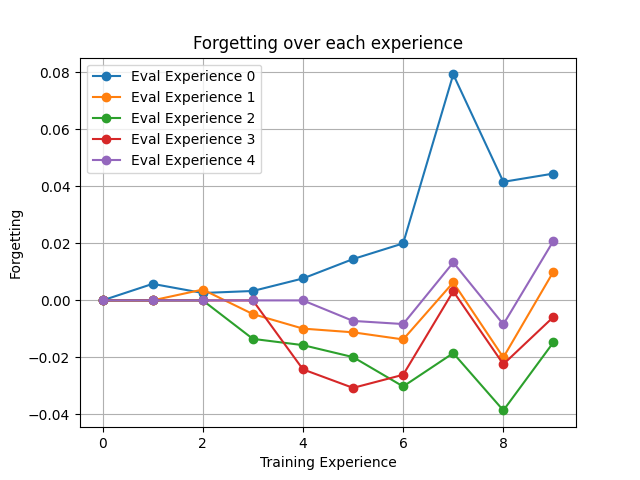 Forgetting over each experience
Eval Experience 0
Eval Experience 1
Eval Experience 2
Eval Experience 3
Eval Experience 4
Forgetting
0.08
0.06
0.04
0.02
0.00
−0.02
−0.04
0 2 4 6 8
Training Experience